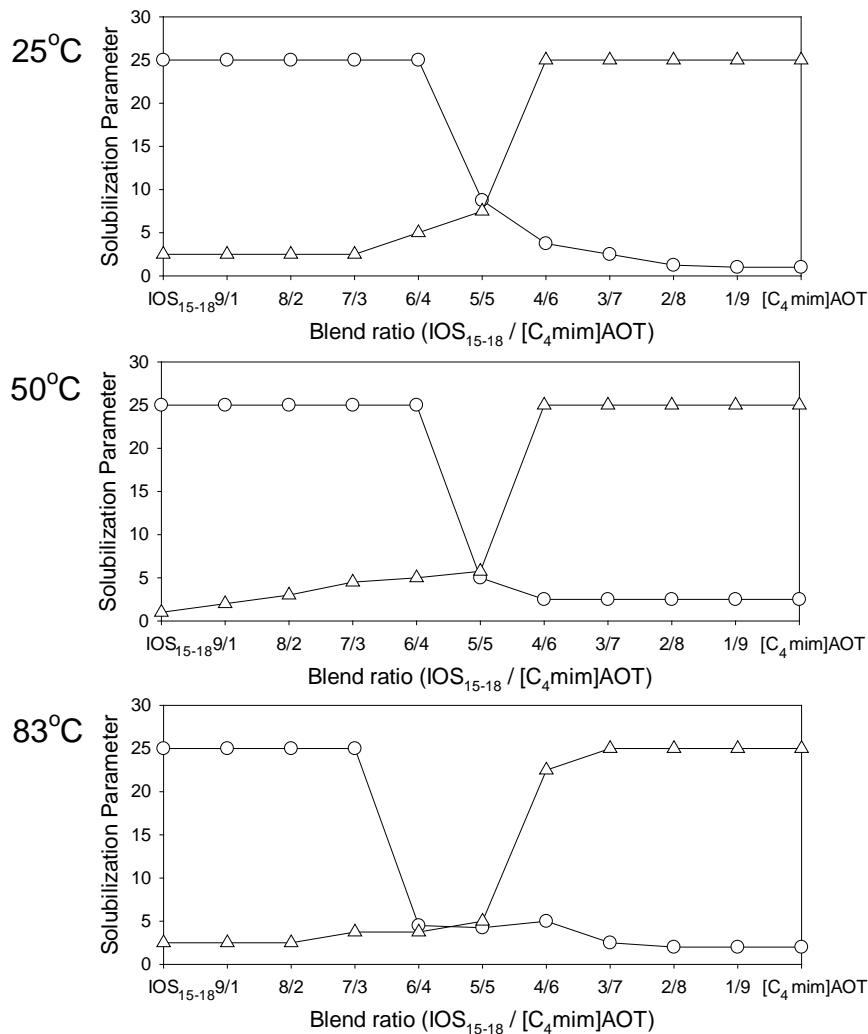 25°C
Solubilization Parameter
30
25
20
15
10
5
0
IOS15-18 9/1 8/2 7/3 6/4 5/5 4/6 3/7 2/8 1/9 [C4mim]AOT
Blend ratio (IOS15-18 / [C4mim]AOT)
50°C
Solubilization Parameter
30
25
20
15
10
5
0
IOS15-18 9/1 8/2 7/3 6/4 5/5 4/6 3/7 2/8 1/9 [C4mim]AOT
Blend ratio (IOS15-18 / [C4mim]AOT)
83°C
Solubilization Parameter
30
25
20
15
10
5
0
IOS15-18 9/1 8/2 7/3 6/4 5/5 4/6 3/7 2/8 1/9 [C4mim]AOT
Blend ratio (IOS15-18 / [C4mim]AOT)